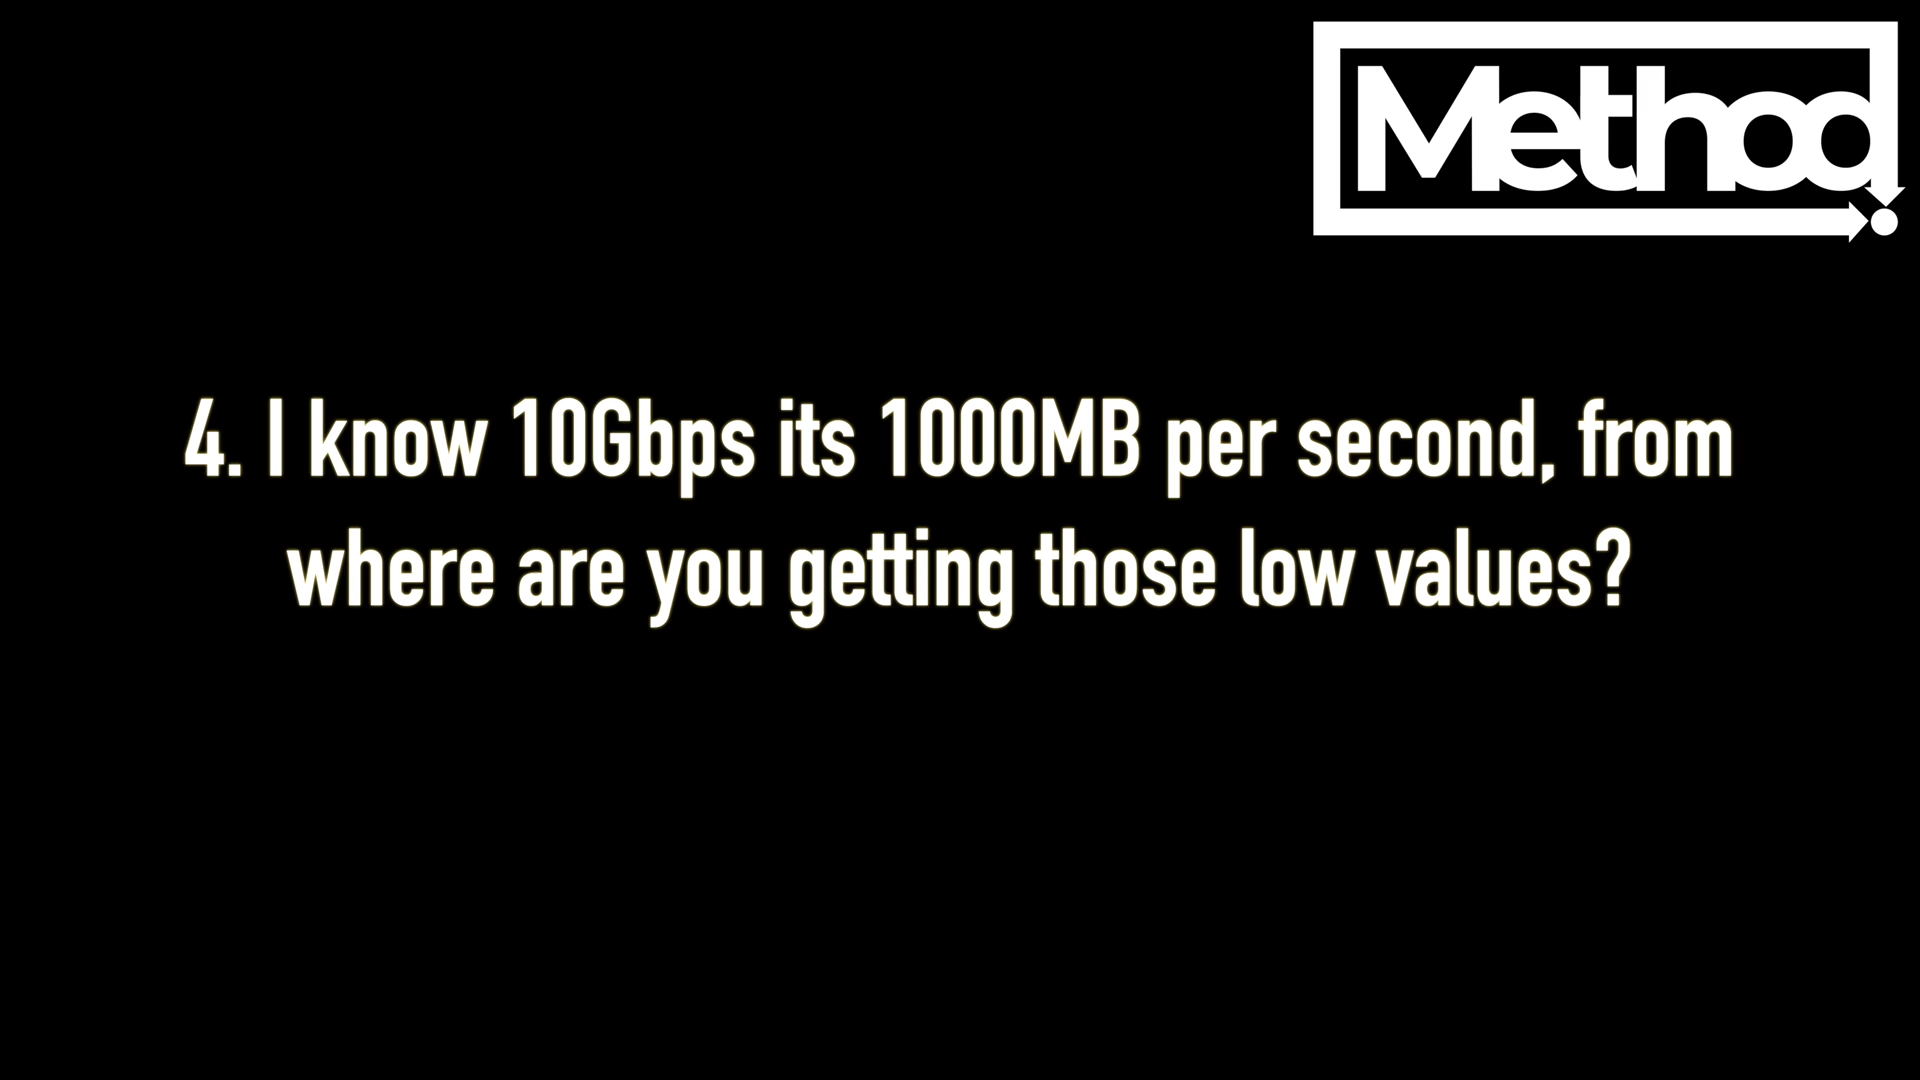 Method
4. I know 10Gbps its 1000MB per second, from
where are you getting those low values?